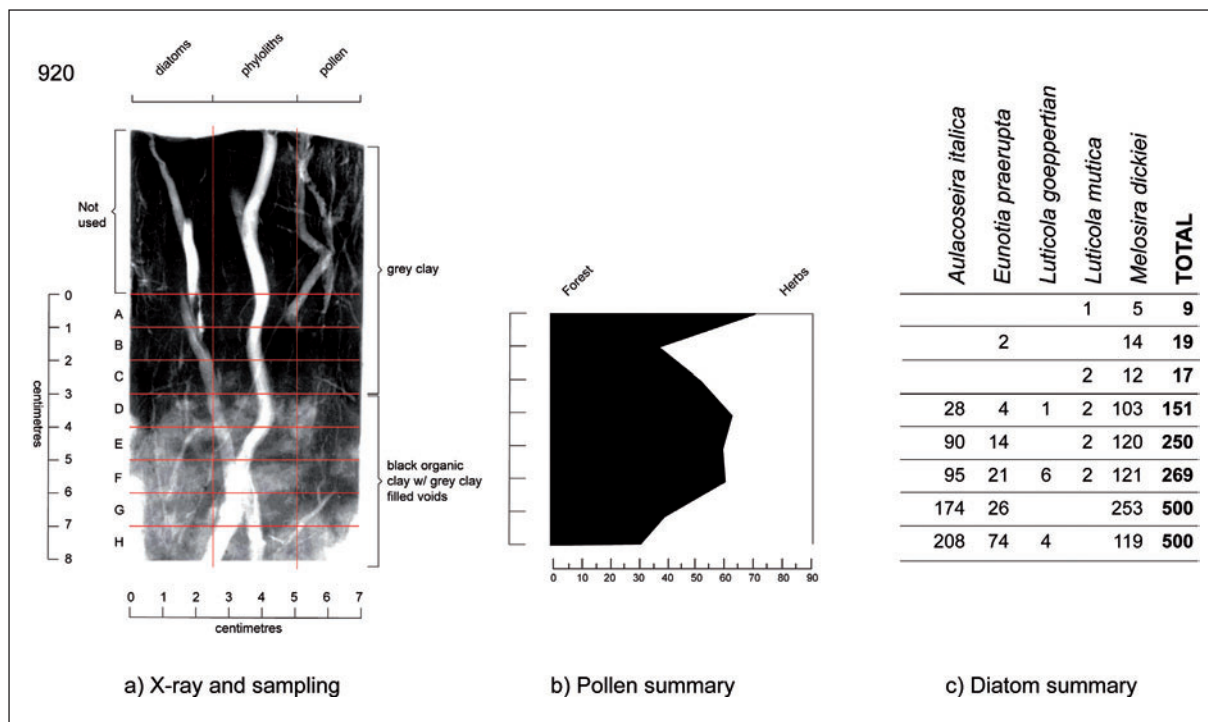 920
diatoms
phyloliths
pollen
Not
used
grey clay
black organic
clay w/ grey clay
filled voids
0
1
2
3
4
5
6
7
8
centimetres
A
B
C
D
E
F
G
H
0 1 2 3 4 5 6 7
centimetres
a) X-ray and sampling
Forest
Herbs
0 10 20 30 40 50 60 70 80 90
b) Pollen summary
Aulacoseira italica
Eunotia praerupta
Luticola goeppertian
Luticola mutica
Melosira dickiei
TOTAL
1 5 9
2 14 19
2 12 17
28 4 1 2 103 151
90 14 2 120 250
95 21 6 2 121 269
174 26 253 500
208 74 4 119 500
c) Diatom summary